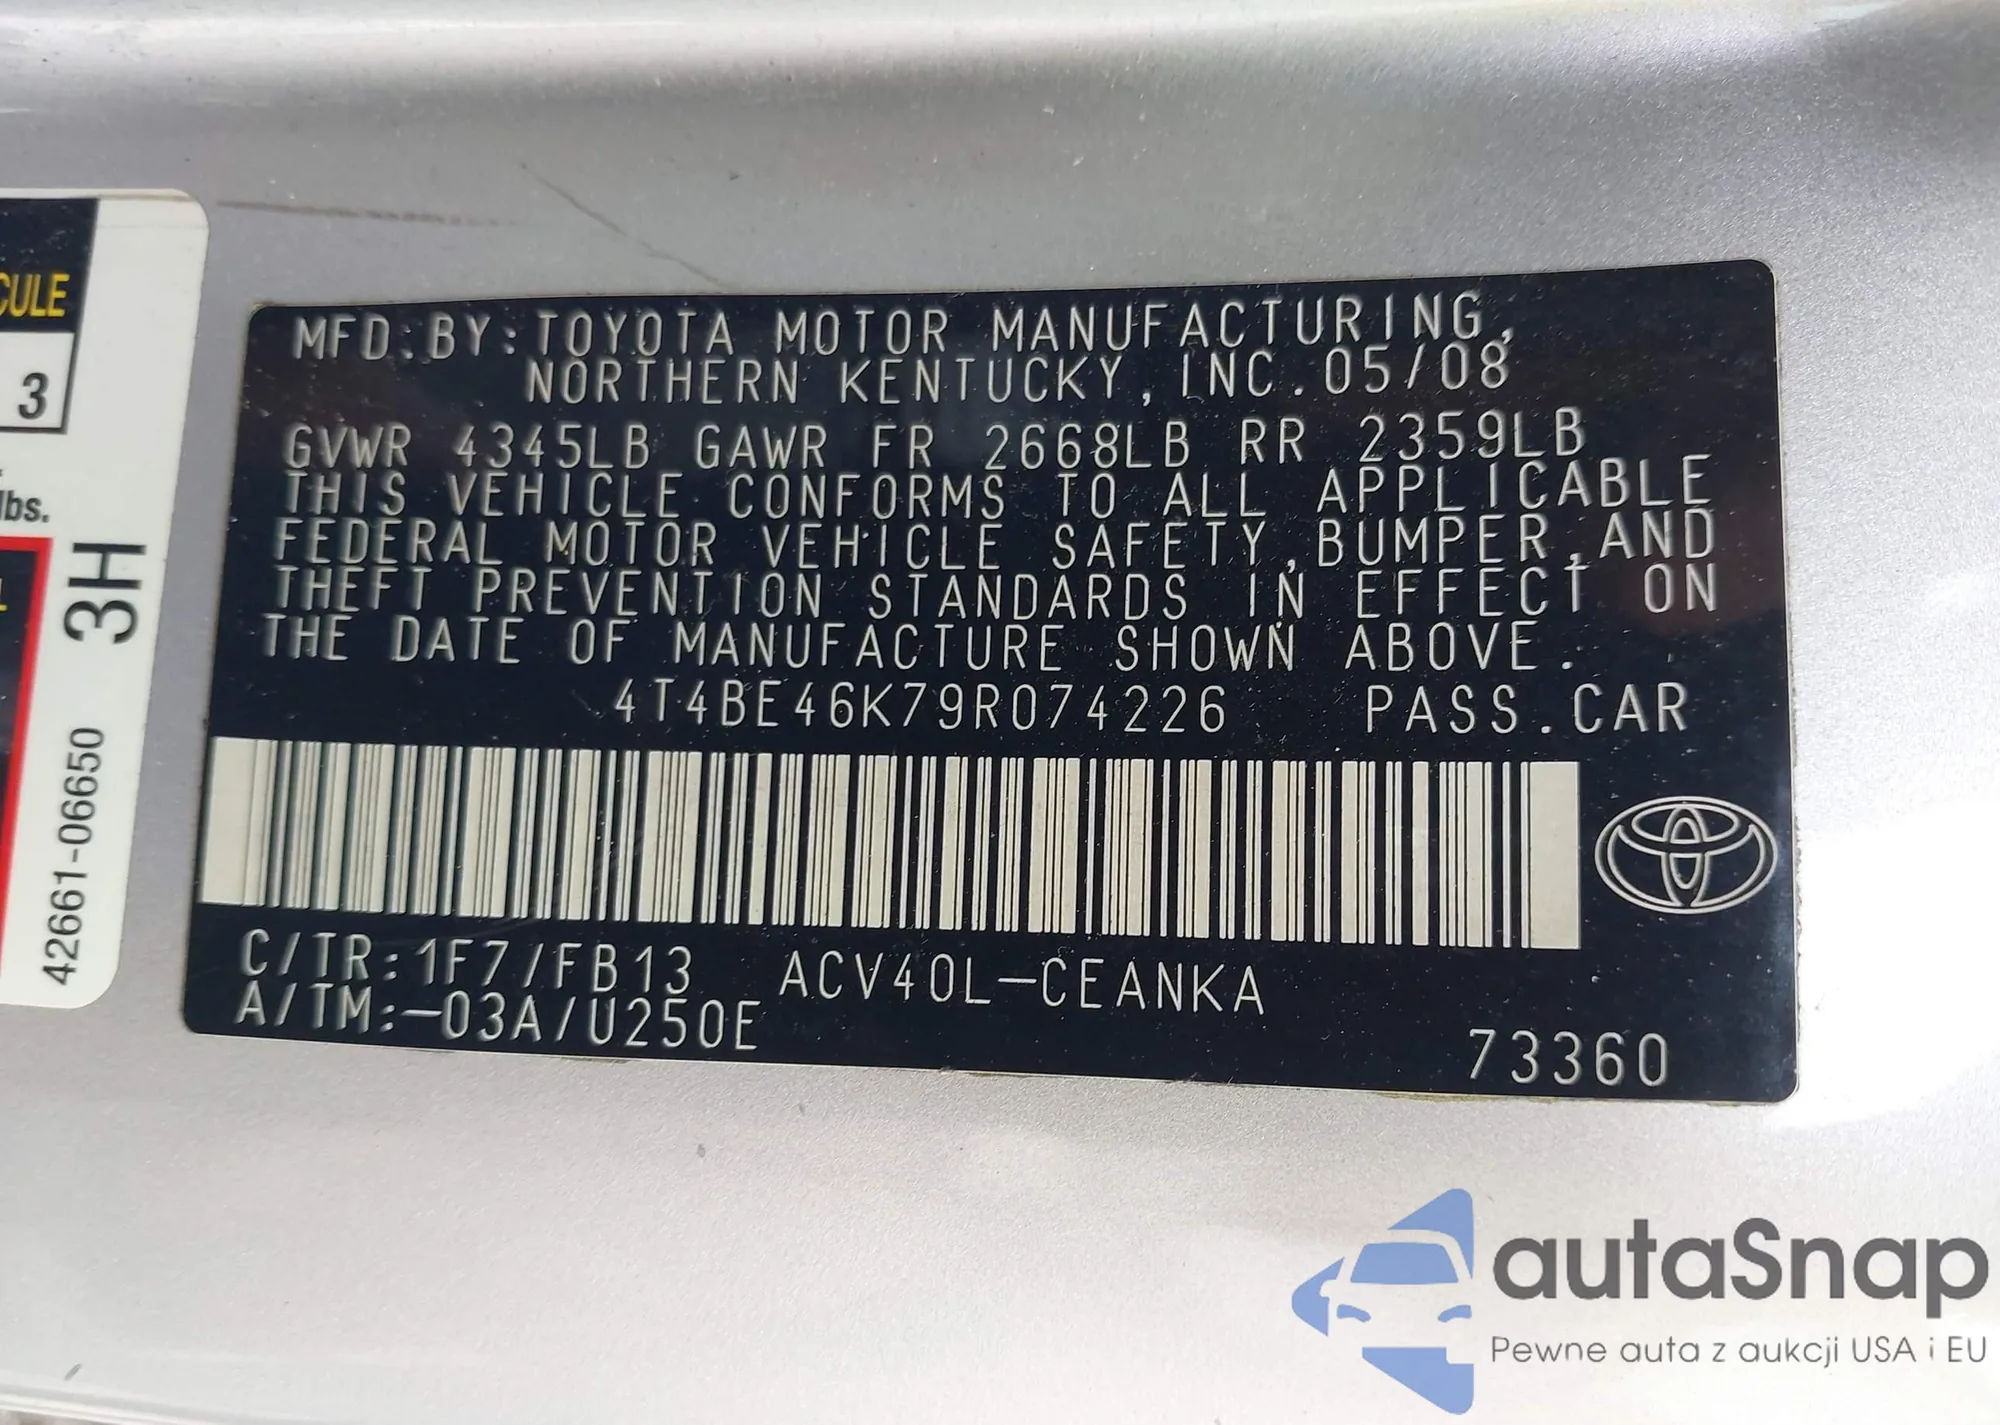 CULE
3
lbs.
3H
42661-06650
MFD.BY:TOYOTA MOTOR MANUFACTURING,
NORTHERN KENTUCKY, INC. 05/08
GVWR 4345LB GAWR FR 2668LB RR 2359LB
THIS VEHICLE CONFORMS TO ALL APPLICABLE
FEDERAL MOTOR VEHICLE SAFETY,BUMPER,AND
THEFT PREVENTION STANDARDS IN EFFECT ON
THE DATE OF MANUFACTURE SHOWN ABOVE.
4T4BE46K79R074226 PASS.CAR
C/TR:1F7/FB13 ACV40L-CEANKA
A/TM:-03A/U250E
73360
autaSnap
Pewne auta z aukcji USA i EU